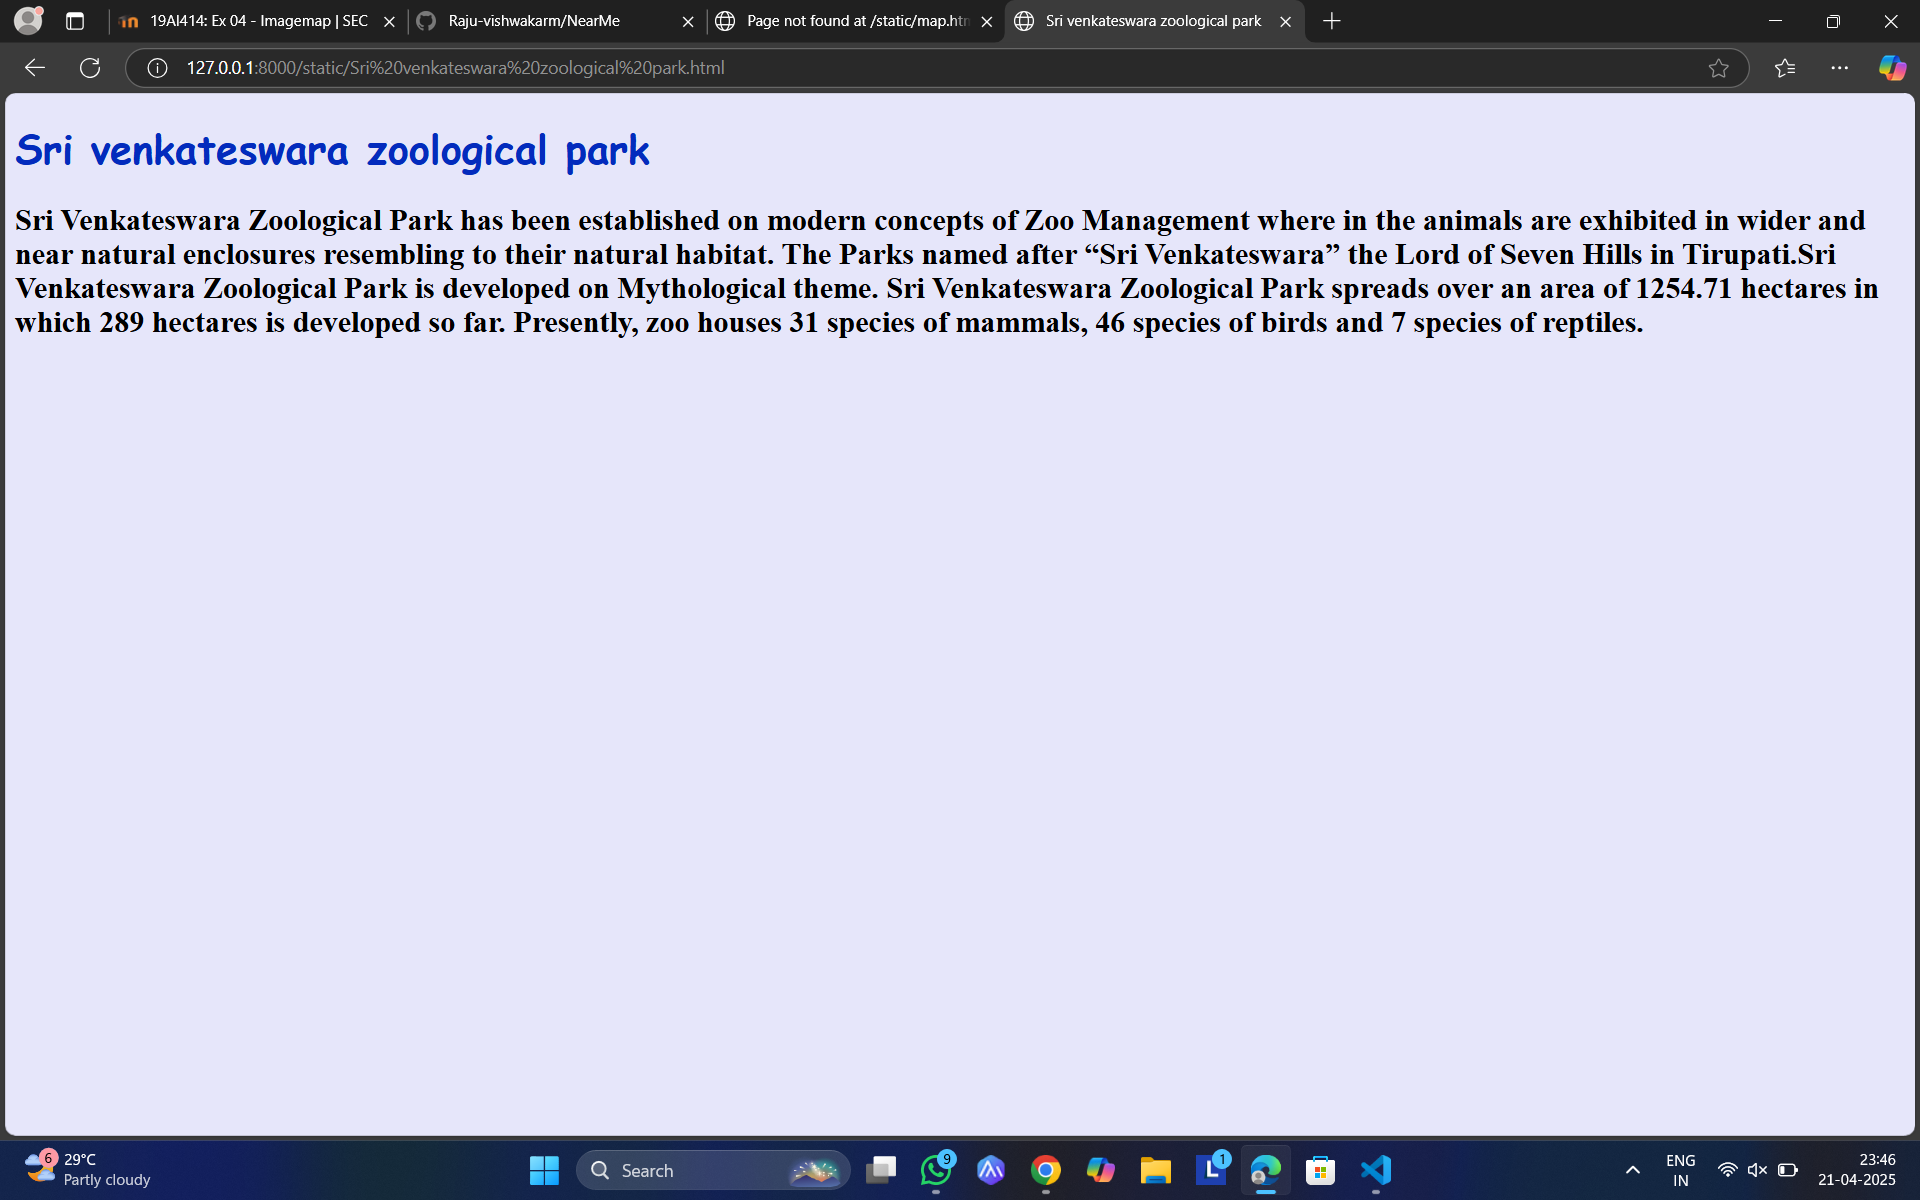 19AI414: Ex 04 - Imagemap | SEC
Raju-vishwakarm/NearMe
Page not found at /static/map.htm
Sri venkateswara zoological park
127.0.0.1:8000/static/Sri%20venkateswara%20zoological%20park.html
Sri venkateswara zoological park
Sri Venkateswara Zoological Park has been established on modern concepts of Zoo Management where in the animals are exhibited in wider and
near natural enclosures resembling to their natural habitat. The Parks named after “Sri Venkateswara” the Lord of Seven Hills in Tirupati.Sri
Venkateswara Zoological Park is developed on Mythological theme. Sri Venkateswara Zoological Park spreads over an area of 1254.71 hectares in
which 289 hectares is developed so far. Presently, zoo houses 31 species of mammals, 46 species of birds and 7 species of reptiles.
6
29°C
Partly cloudy
Search
9
L
1
ENG
IN
23:46
21-04-2025